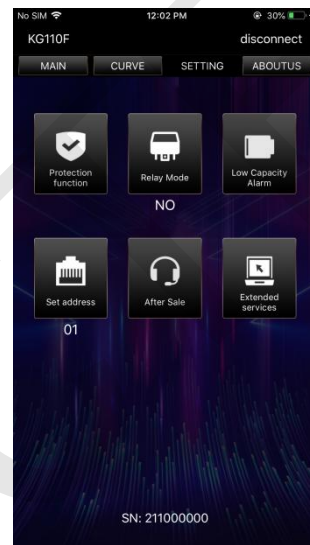 No SIM 12:02 PM 30%
KG110F disconnect
MAIN CURVE SETTING ABOUTUS
Protection
function
Relay Mode
Low Capacity
Alarm
NO
Set address
After Sale
Extended
services
01
SN: 211000000